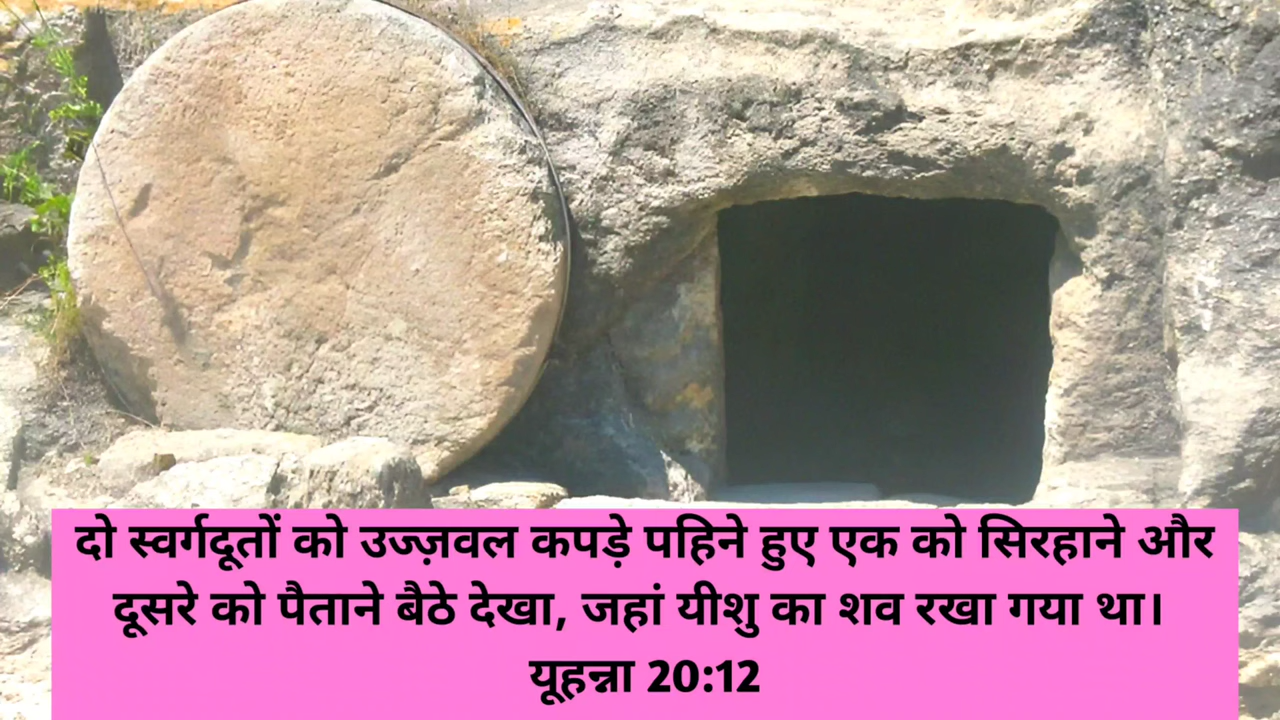 दो स्वर्गदूतों को उज्ज़वल कपड़े पहिने हुए एक को सिरहाने और
दूसरे को पैताने बैठे देखा, जहां यीशु का शव रखा गया था।
यूहन्ना 20:12